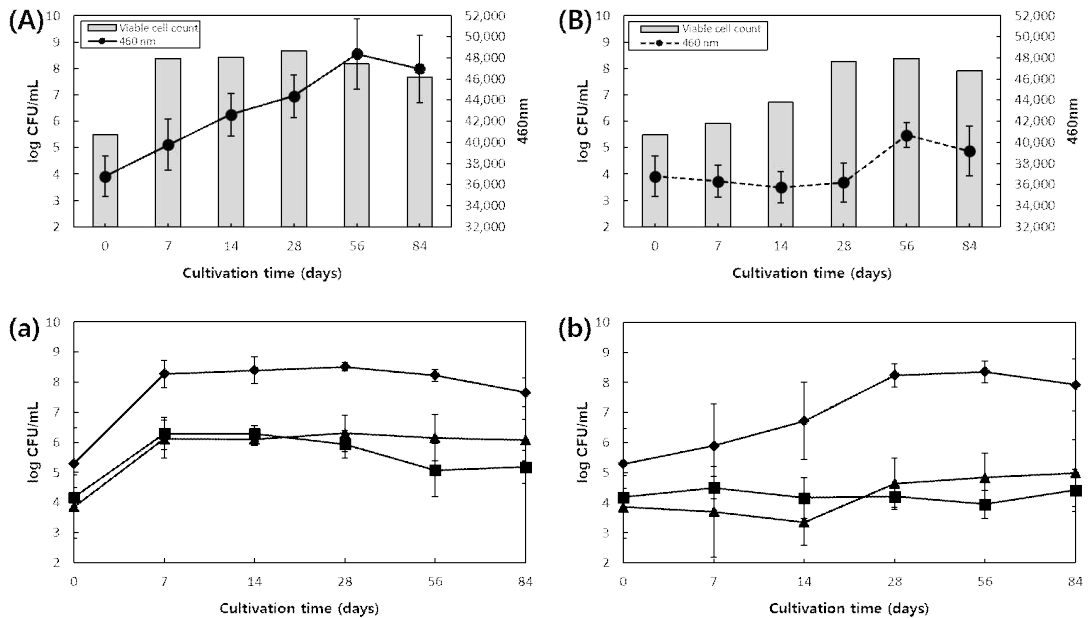 (A)
10
9
8
7
6
5
4
3
2
log CFU/mL
Viable cell count
460 nm
52,000
50,000
48,000
46,000
44,000
42,000
40,000
38,000
36,000
34,000
32,000
460nm
0 7 14 28 56 84
Cultivation time (days)
(B)
10
9
8
7
6
5
4
3
2
log CFU/mL
Viable cell count
460 nm
52,000
50,000
48,000
46,000
44,000
42,000
40,000
38,000
36,000
34,000
32,000
460nm
0 7 14 28 56 84
Cultivation time (days)
(a)
10
9
8
7
6
5
4
3
2
log CFU/mL
0 7 14 28 56 84
Cultivation time (days)
(b)
10
9
8
7
6
5
4
3
2
log CFU/mL
0 7 14 28 56 84
Cultivation time (days)